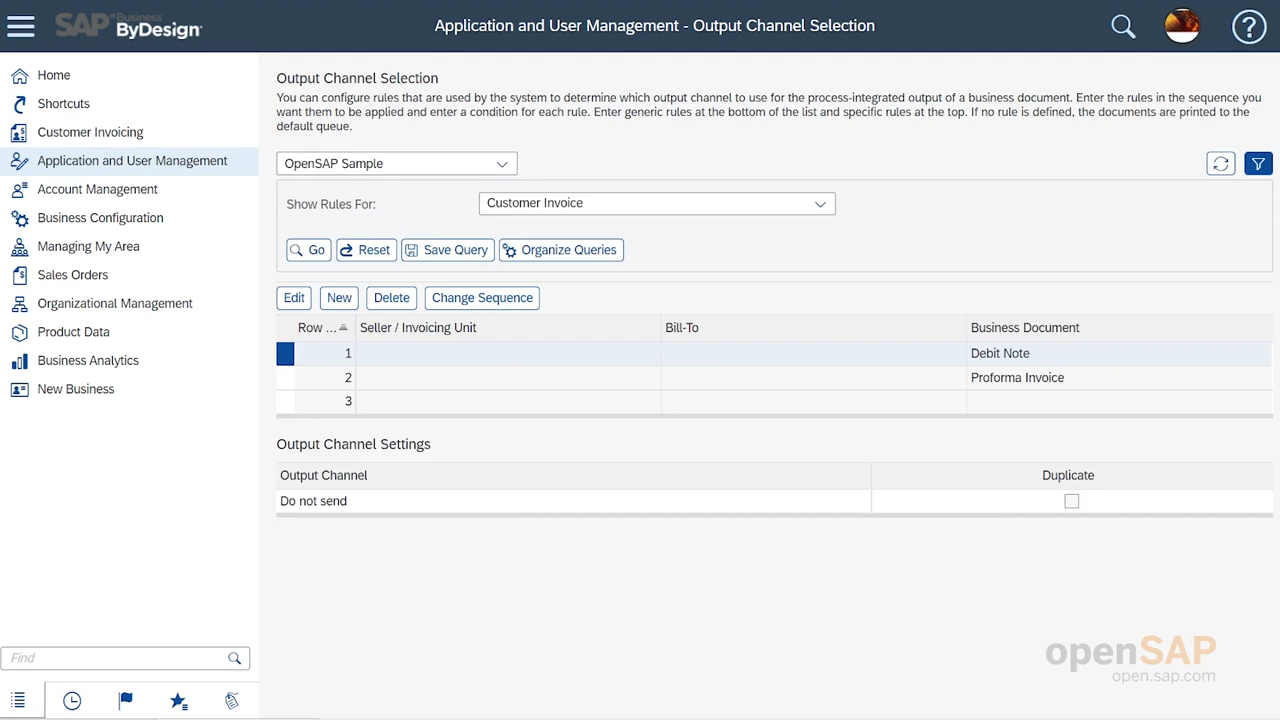 SAP Business ByDesign
Application and User Management - Output Channel Selection
Home
Shortcuts
Customer Invoicing
Application and User Management
Account Management
Business Configuration
Managing My Area
Sales Orders
Organizational Management
Product Data
Business Analytics
New Business
Find
Output Channel Selection
You can configure rules that are used by the system to determine which output channel to use for the process-integrated output of a business document. Enter the rules in the sequence you
want them to be applied and enter a condition for each rule. Enter generic rules at the bottom of the list and specific rules at the top. If no rule is defined, the documents are printed to the
default queue.
OpenSAP Sample
Show Rules For: Customer Invoice
Go Reset Save Query Organize Queries
Edit New Delete Change Sequence
Row ... Seller / Invoicing Unit Bill-To Business Document
1 Debit Note
2 Proforma Invoice
3
Output Channel Settings
Output Channel Duplicate
Do not send
openSAP
open.sap.com